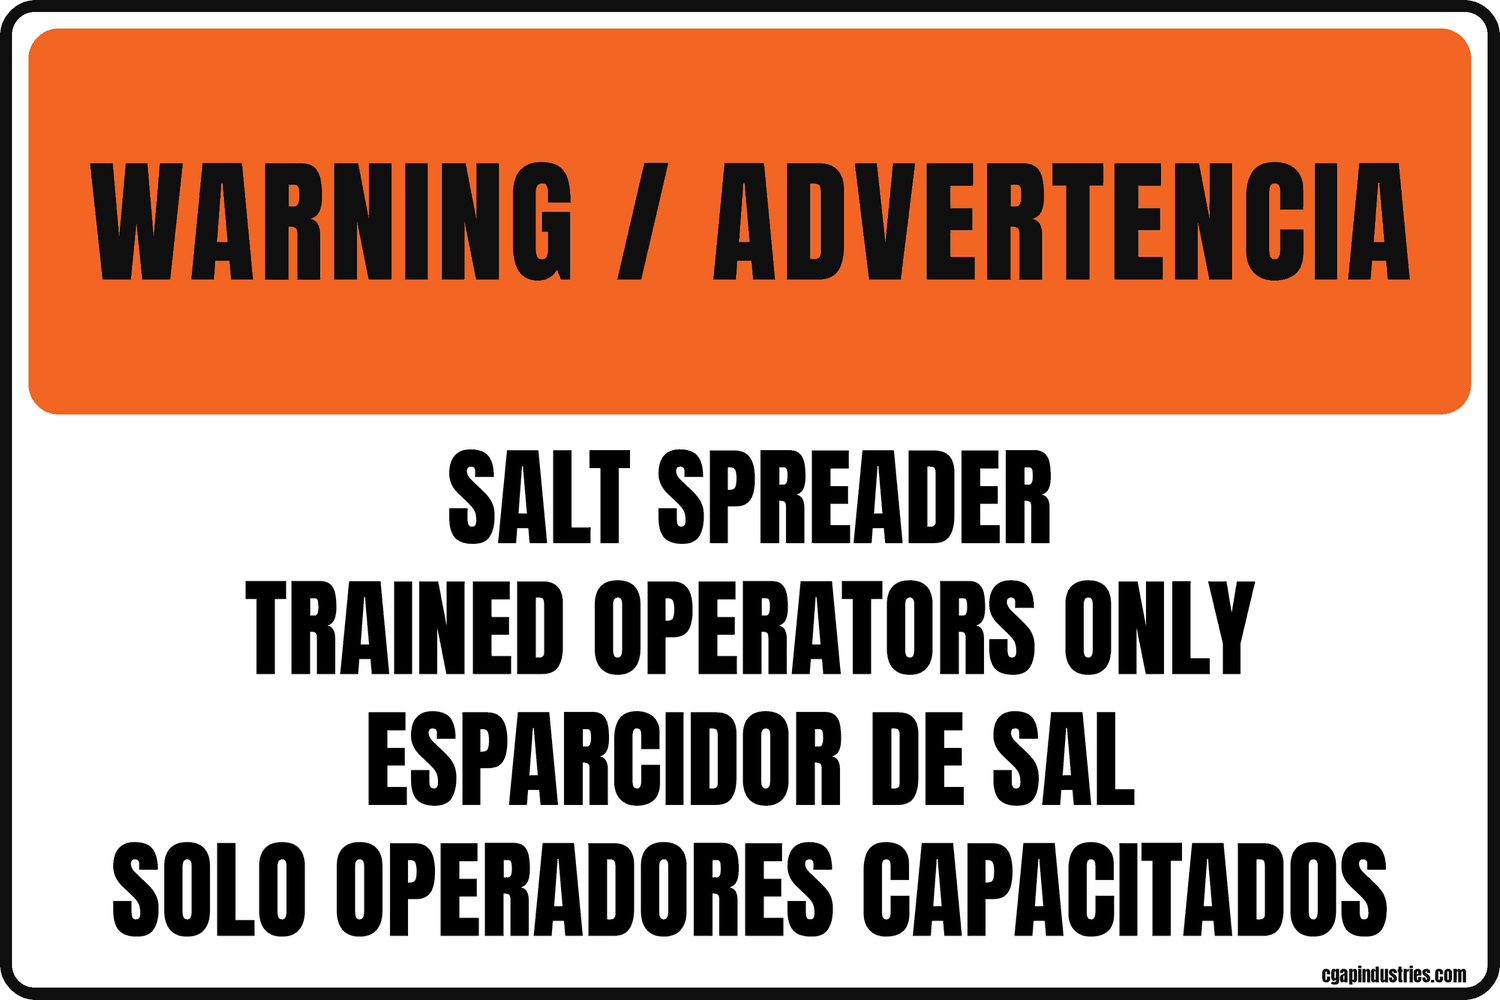 WARNING / ADVERTENCIA
SALT SPREADER
TRAINED OPERATORS ONLY
ESPARCIDOR DE SAL
SOLO OPERADORES CAPACITADOS
cgapindustries.com